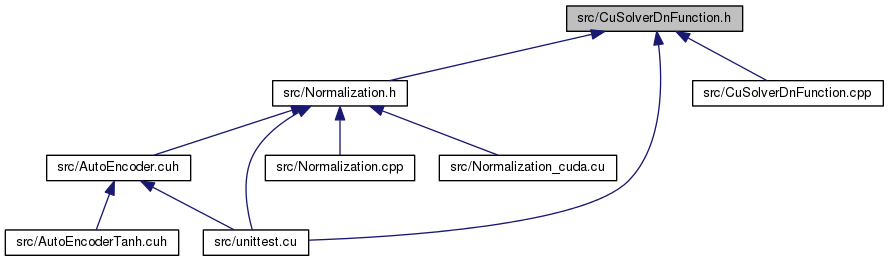 src/CuSolverDnFunction.h
src/Normalization.h
src/CuSolverDnFunction.cpp
src/AutoEncoder.cuh
src/Normalization.cpp
src/Normalization_cuda.cu
src/AutoEncoderTanh.cuh
src/unittest.cu